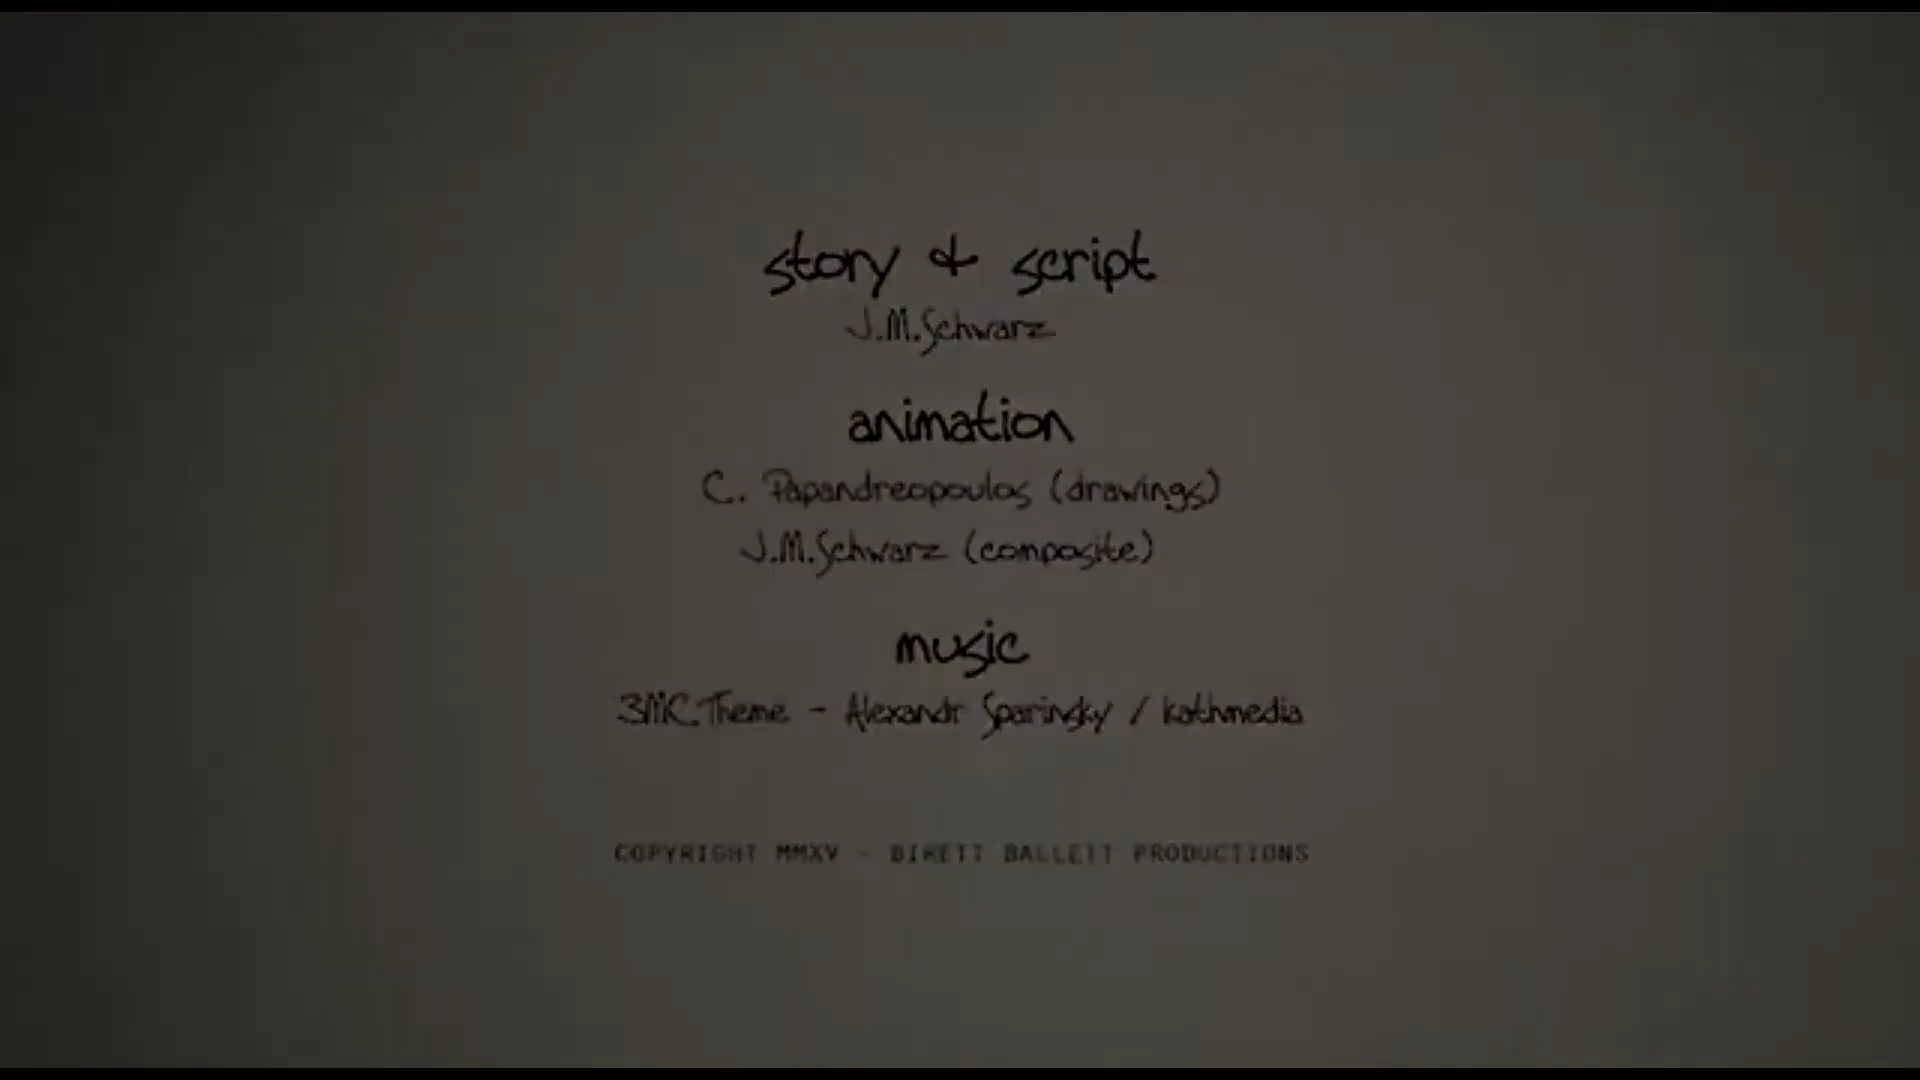 story & script
J.M.Schwarz
animation
C. Papandreopoulos (drawings)
J.M.Schwarz (composite)
music
3MC Theme - Alexandr Sparinsky / kathmedia
COPYRIGHT MMXV - BIRETT BALLETT PRODUCTIONS